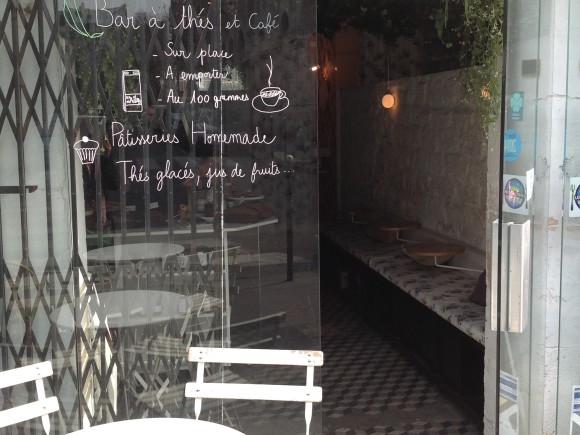 Bar à thés et Café
- Sur place
- A emporter
- Au 100 grammes
Pâtisseries Homemade
Thés glacés, jus de fruits...